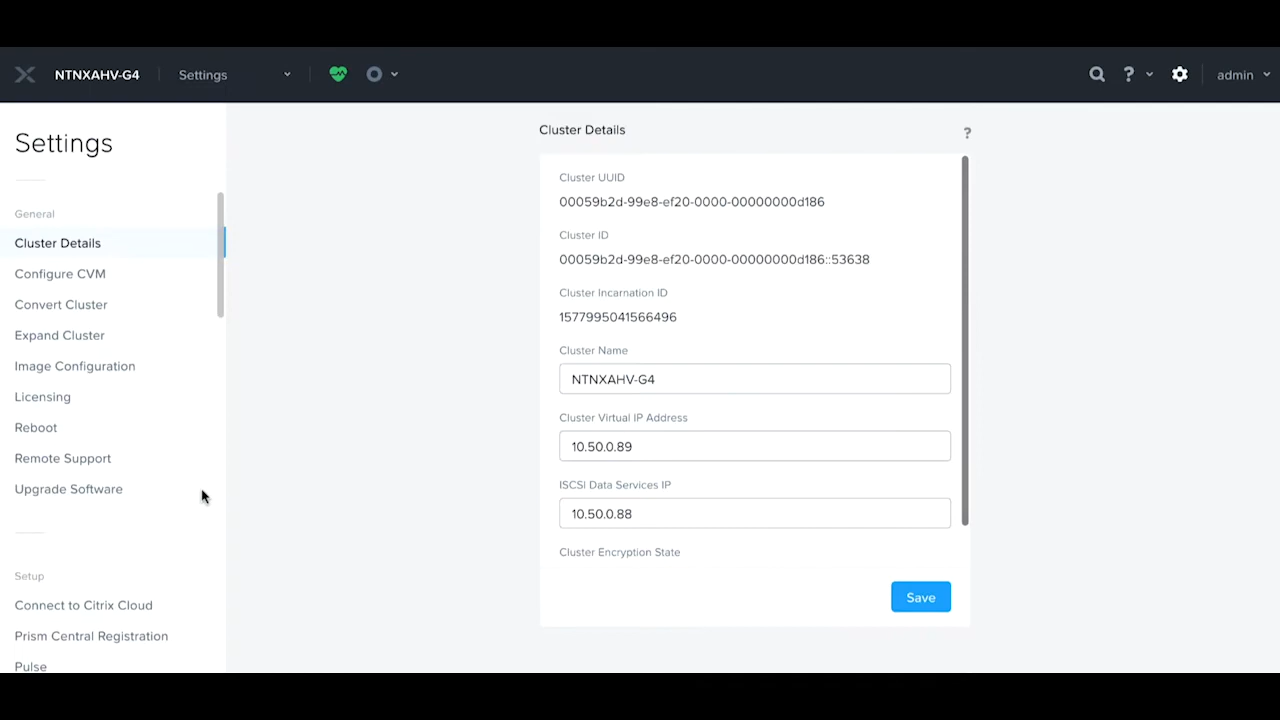 NTNXAHV-G4
Settings
?
admin
Settings
General
Cluster Details
Configure CVM
Convert Cluster
Expand Cluster
Image Configuration
Licensing
Reboot
Remote Support
Upgrade Software
Setup
Connect to Citrix Cloud
Prism Central Registration
Pulse
Cluster Details
?
Cluster UUID
00059b2d-99e8-ef20-0000-00000000d186
Cluster ID
00059b2d-99e8-ef20-0000-00000000d186::53638
Cluster Incarnation ID
1577995041566496
Cluster Name
NTNXAHV-G4
Cluster Virtual IP Address
10.50.0.89
ISCSI Data Services IP
10.50.0.88
Cluster Encryption State
Save